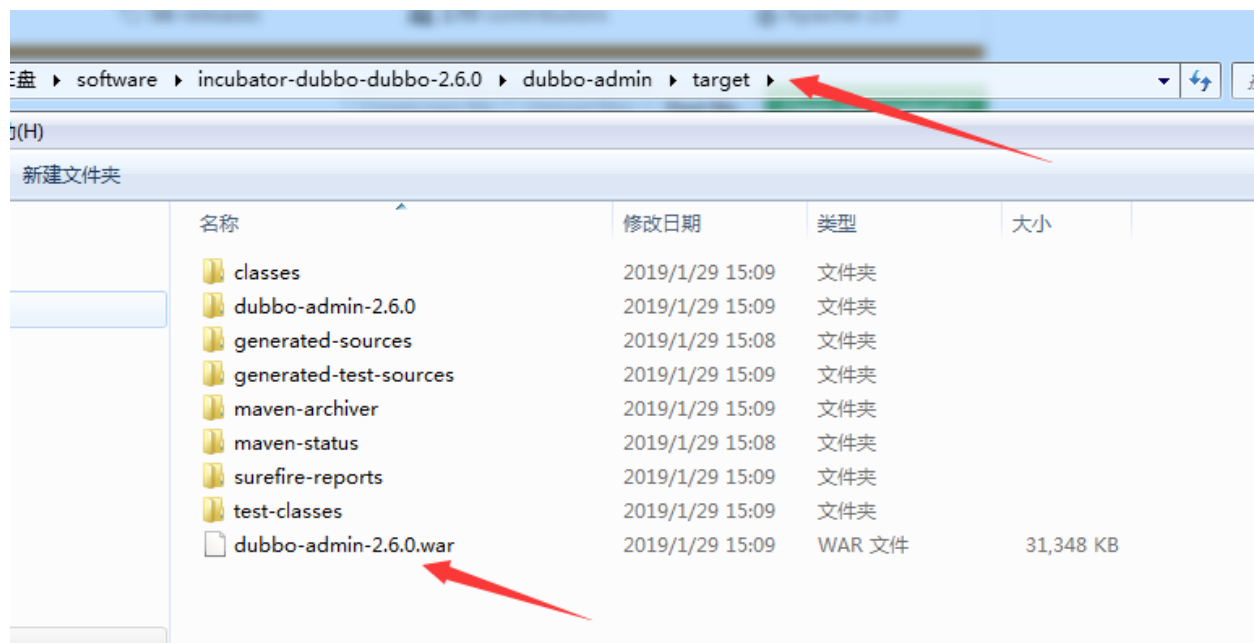 software ▸ incubator-dubbo-dubbo-2.6.0 ▸ dubbo-admin ▸ target ▸
(H)
新建文件夹
名称 修改日期 类型 大小
classes 2019/1/29 15:09 文件夹
dubbo-admin-2.6.0 2019/1/29 15:09 文件夹
generated-sources 2019/1/29 15:08 文件夹
generated-test-sources 2019/1/29 15:09 文件夹
maven-archiver 2019/1/29 15:09 文件夹
maven-status 2019/1/29 15:08 文件夹
surefire-reports 2019/1/29 15:09 文件夹
test-classes 2019/1/29 15:09 文件夹
dubbo-admin-2.6.0.war 2019/1/29 15:09 WAR 文件 31,348 KB